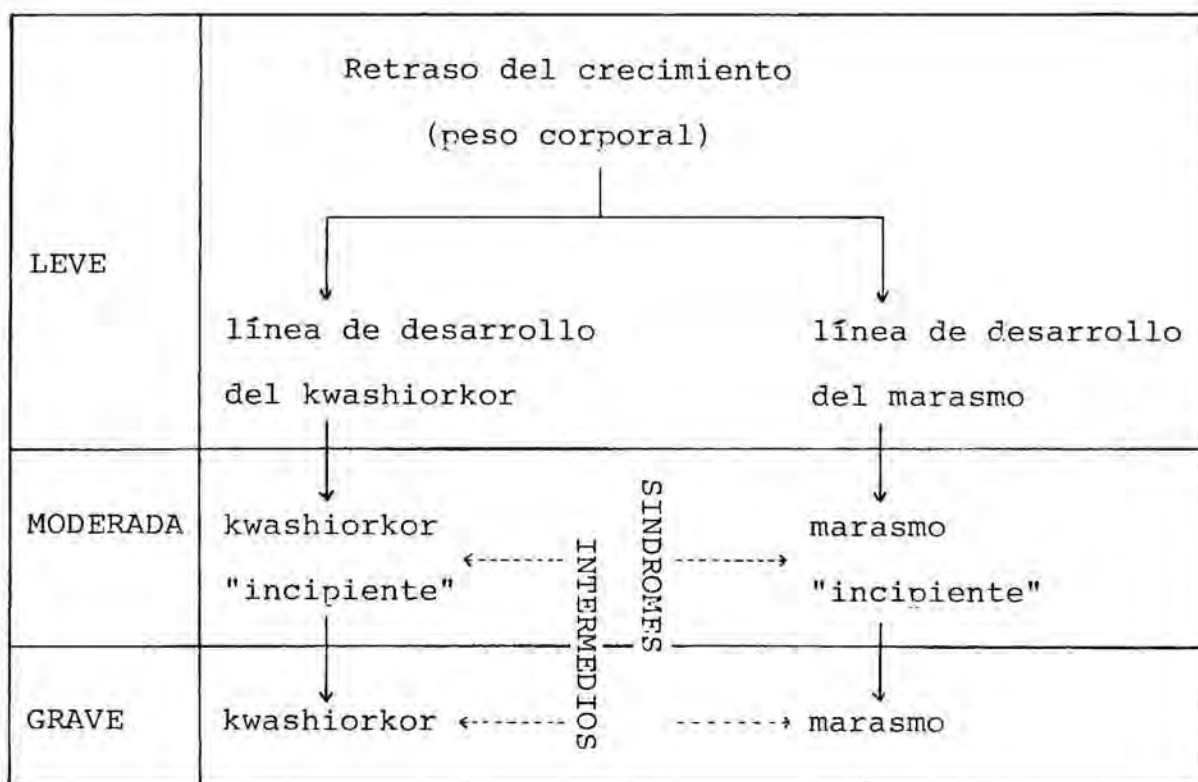 Retraso del crecimiento
(peso corporal)
LEVE
línea de desarrollo
del kwashiorkor
línea de desarrollo
del marasmo
MODERADA
kwashiorkor
"incipiente"
SINDROMES
INTERMEDIOS
marasmo
"incipiente"
GRAVE
kwashiorkor
marasmo